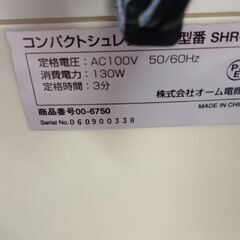 コンパクトシュレ 型番 SHR-
定格電圧：AC100V 50/60Hz
消費電力：130W
定格時間：3分
株式会社オーム電機
商品番号00-6750
MADE IN CHIN
Serial No.060900338